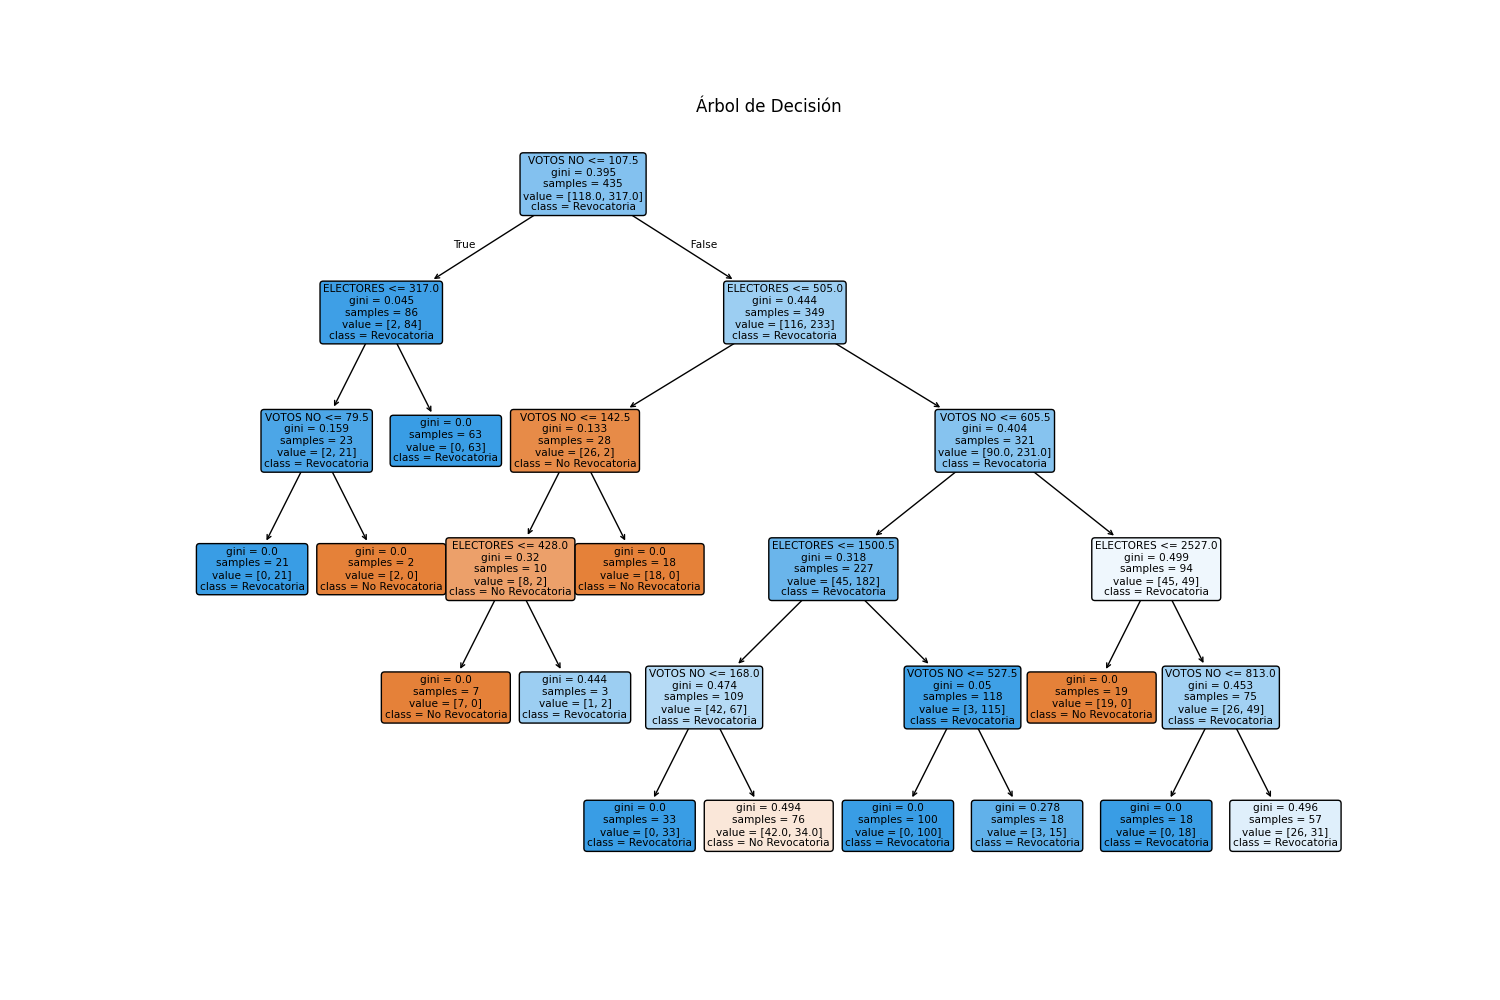 Árbol de Decisión
VOTOS NO <= 107.5
gini = 0.395
samples = 435
value = [118.0, 317.0]
class = Revocatoria
True
False
ELECTORES <= 317.0
gini = 0.045
samples = 86
value = [2, 84]
class = Revocatoria
ELECTORES <= 505.0
gini = 0.444
samples = 349
value = [116, 233]
class = Revocatoria
VOTOS NO <= 79.5
gini = 0.159
samples = 23
value = [2, 21]
class = Revocatoria
gini = 0.0
samples = 63
value = [0, 63]
class = Revocatoria
VOTOS NO <= 142.5
gini = 0.133
samples = 28
value = [26, 2]
class = No Revocatoria
VOTOS NO <= 605.5
gini = 0.404
samples = 321
value = [90.0, 231.0]
class = Revocatoria
gini = 0.0
samples = 21
value = [0, 21]
class = Revocatoria
gini = 0.0
samples = 2
value = [2, 0]
class = No Revocatoria
ELECTORES <= 428.0
gini = 0.32
samples = 10
value = [8, 2]
class = No Revocatoria
gini = 0.0
samples = 18
value = [18, 0]
class = No Revocatoria
ELECTORES <= 1500.5
gini = 0.318
samples = 227
value = [45, 182]
class = Revocatoria
ELECTORES <= 2527.0
gini = 0.499
samples = 94
value = [45, 49]
class = Revocatoria
gini = 0.0
samples = 7
value = [7, 0]
class = No Revocatoria
gini = 0.444
samples = 3
value = [1, 2]
class = Revocatoria
VOTOS NO <= 168.0
gini = 0.474
samples = 109
value = [42, 67]
class = Revocatoria
VOTOS NO <= 527.5
gini = 0.05
samples = 118
value = [3, 115]
class = Revocatoria
gini = 0.0
samples = 19
value = [19, 0]
class = No Revocatoria
VOTOS NO <= 813.0
gini = 0.453
samples = 75
value = [26, 49]
class = Revocatoria
gini = 0.0
samples = 33
value = [0, 33]
class = Revocatoria
gini = 0.494
samples = 76
value = [42.0, 34.0]
class = No Revocatoria
gini = 0.0
samples = 100
value = [0, 100]
class = Revocatoria
gini = 0.278
samples = 18
value = [3, 15]
class = Revocatoria
gini = 0.0
samples = 18
value = [0, 18]
class = Revocatoria
gini = 0.496
samples = 57
value = [26, 31]
class = Revocatoria